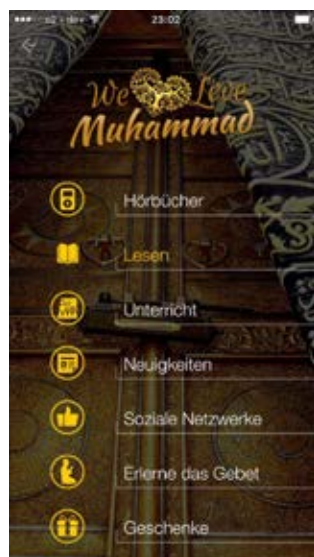 23:02
We Love
Muhammad
Hörbücher
Lesen
Unterricht
Neuigkeiten
Soziale Netzwerke
Erlerne das Gebet
Geschenke